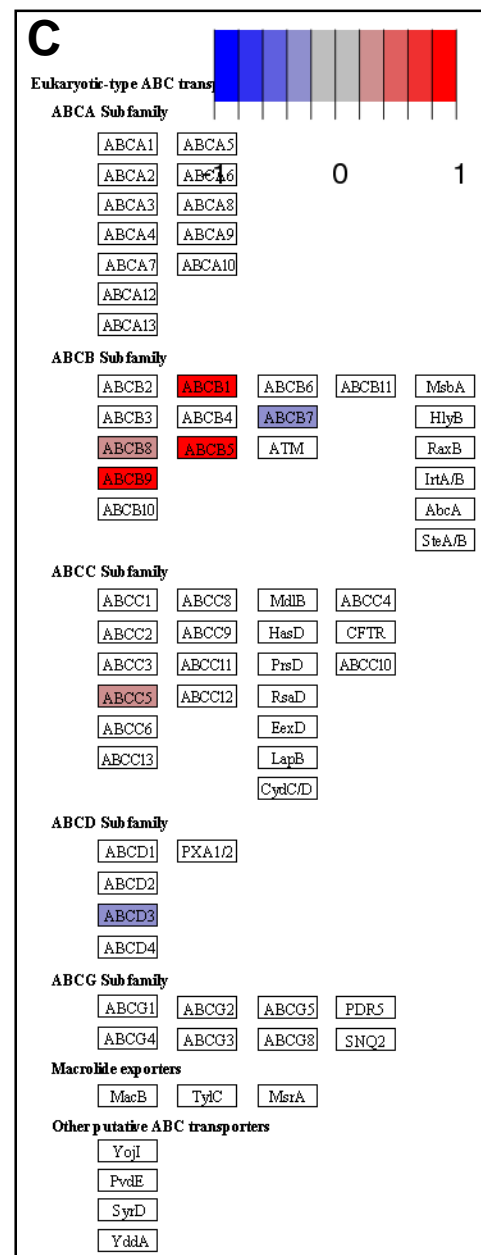 C
Eukaryotic-type ABC transp
-1 0 1
ABCA Subfamily
ABCA1 ABCA5
ABCA2 ABCA6
ABCA3 ABCA8
ABCA4 ABCA9
ABCA7 ABCA10
ABCA12
ABCA13
ABCB Subfamily
ABCB2 ABCB1 ABCB6 ABCB11 MsbA
ABCB3 ABCB4 ABCB7 HlyB
ABCB8 ABCB5 ATM RaxB
ABCB9 IrtA/B
ABCB10 AbcA
SteA/B
ABCC Subfamily
ABCC1 ABCC8 MdlB ABCC4
ABCC2 ABCC9 HasD CFTR
ABCC3 ABCC11 PrsD ABCC10
ABCC5 ABCC12 RsaD
ABCC6 EexD
ABCC13 LapB
CydC/D
ABCD Subfamily
ABCD1 PXA1/2
ABCD2
ABCD3
ABCD4
ABCG Subfamily
ABCG1 ABCG2 ABCG5 PDR5
ABCG4 ABCG3 ABCG8 SNQ2
Macrolide exporters
MacB TylC MsrA
Other putative ABC transporters
YojI
PvdE
SyrD
YddA